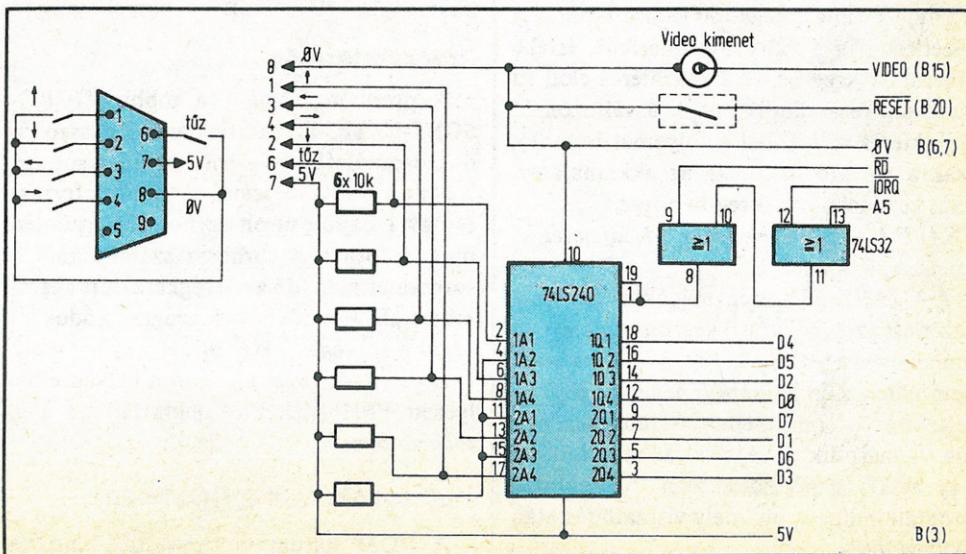 Video kimenet
VIDEO (B15)
RESET (B20)
ØV B(6,7)
RD
IORQ
A5
8 ØV
1 ↑
3 ←
4 →
2
6 tűz
7 5V
6x10k
↑
↓
←
→
1
2
3
4
5
6
7
8
9
tűz
5V
ØV
9 10
≥1
8
12 13
≥1
11
74LS32
10
74LS240
19
1
2 1A1
4 1A2
6 1A3
8 1A4
11 2A1
13 2A2
15 2A3
17 2A4
1Q1 18 D4
1Q2 16 D5
1Q3 14 D2
1Q4 12 DØ
2Q1 9 D7
2Q2 7 D1
2Q3 5 D6
2Q4 3 D3
5V B(3)